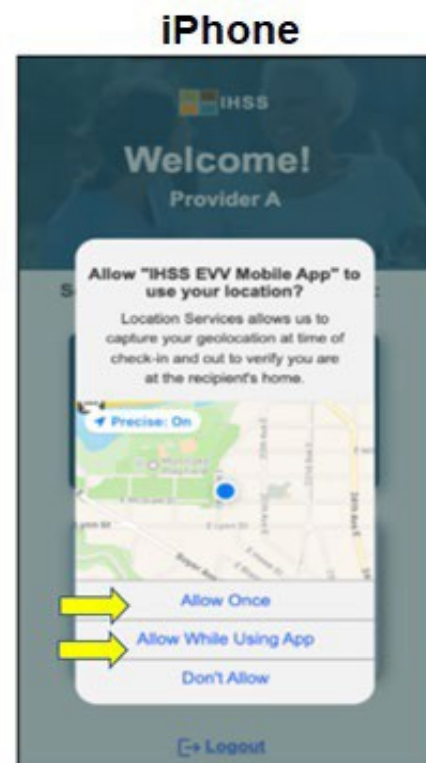 iPhone
IHSS
Welcome!
Provider A
Allow "IHSS EVV Mobile App" to
use your location?
Location Services allows us to
capture your geolocation at time of
check-in and out to verify you are
at the recipient's home.
Precise: On
E Lynn St
Allow Once
Allow While Using App
Don't Allow
Logout